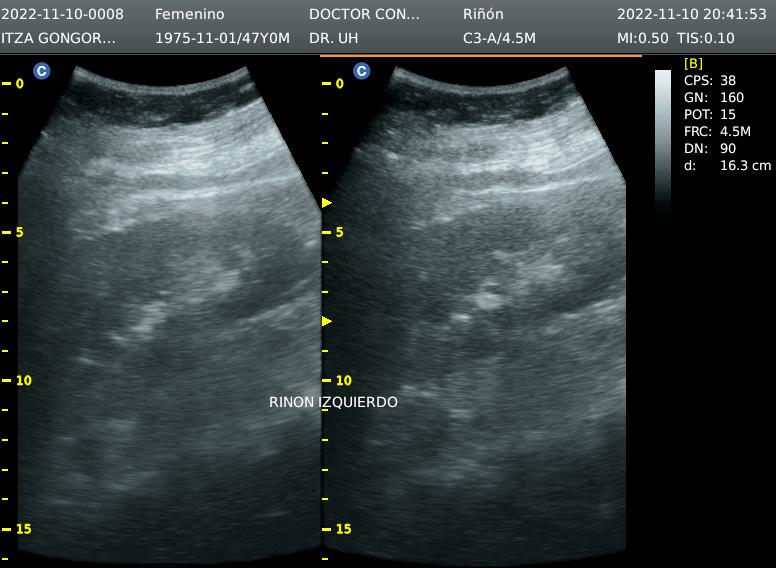 2022-11-10-0008 Femenino DOCTOR CON... Riñón 2022-11-10 20:41:53
ITZA GONGOR... 1975-11-01/47Y0M DR. UH C3-A/4.5M MI:0.50 TIS:0.10
C C [B]
0 0 CPS: 38
GN: 160
POT: 15
FRC: 4.5M
DN: 90
d: 16.3 cm
5 5
10 10
RINON IZQUIERDO
15 15